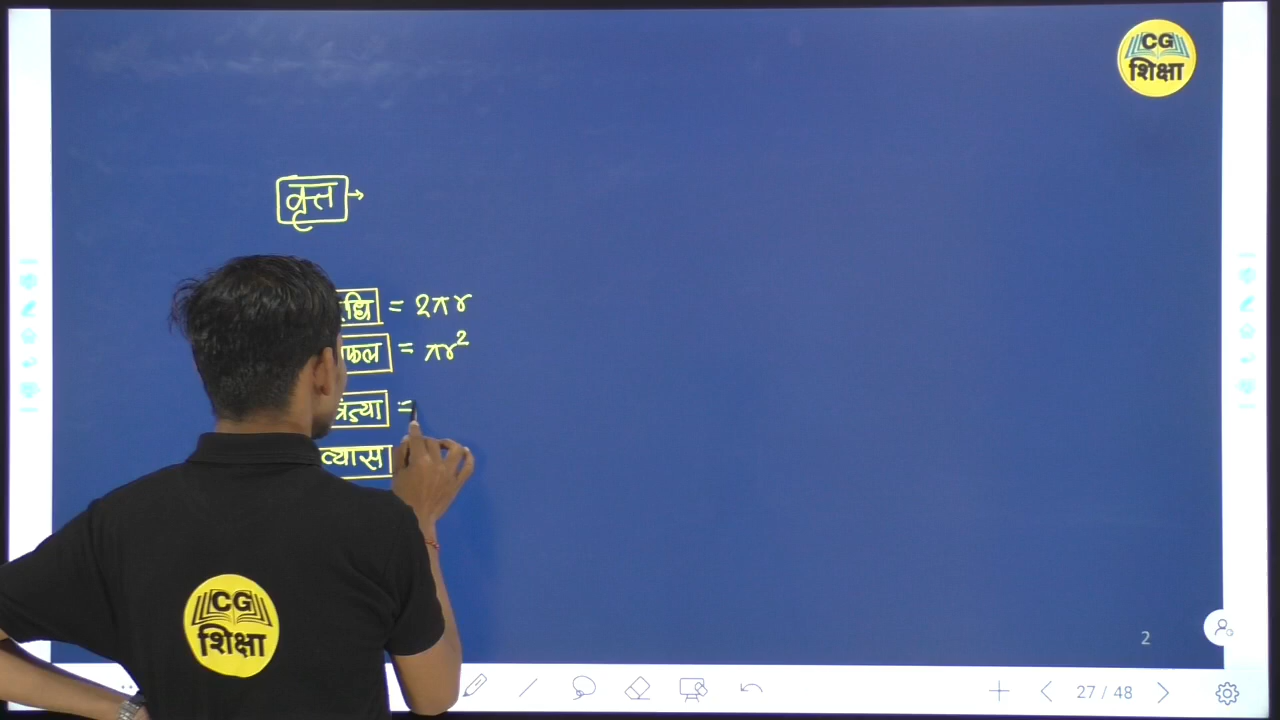 CG
शिक्षा
वृत्त →
= 2πr
= πr²
=
व्यास
CG
शिक्षा
2
27 / 48